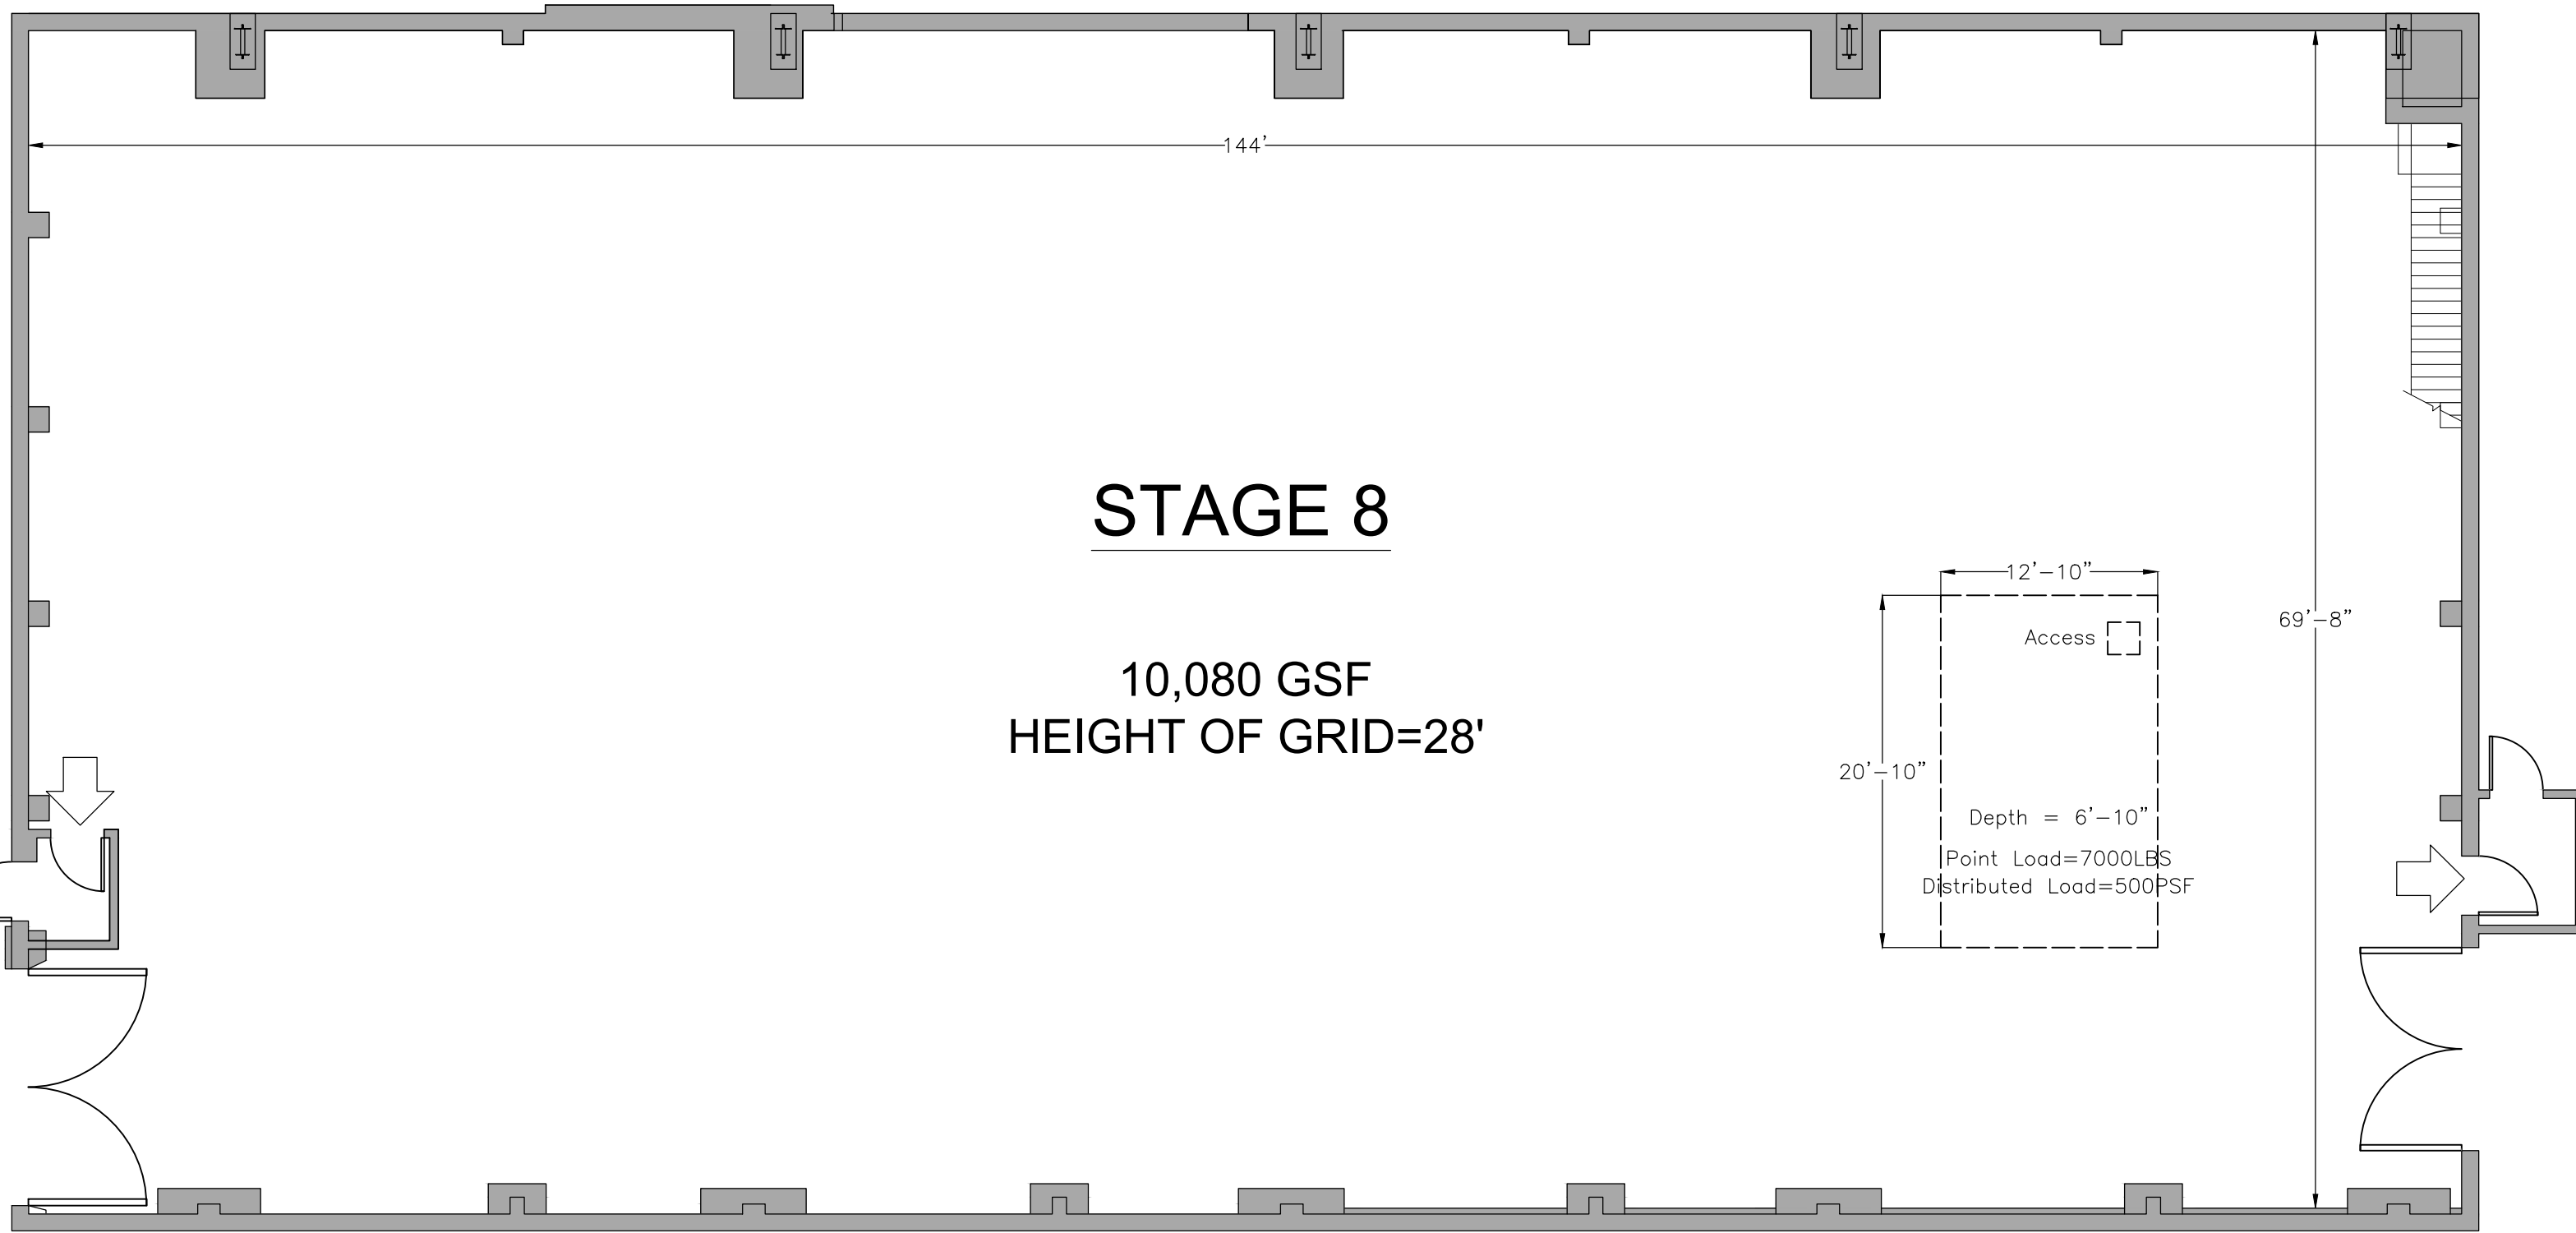 144'
STAGE 8
12'-10"
69'-8"
Access
10,080 GSF
HEIGHT OF GRID=28'
20'-10"
Depth = 6'-10"
Point Load=7000LBS
Distributed Load=500PSF